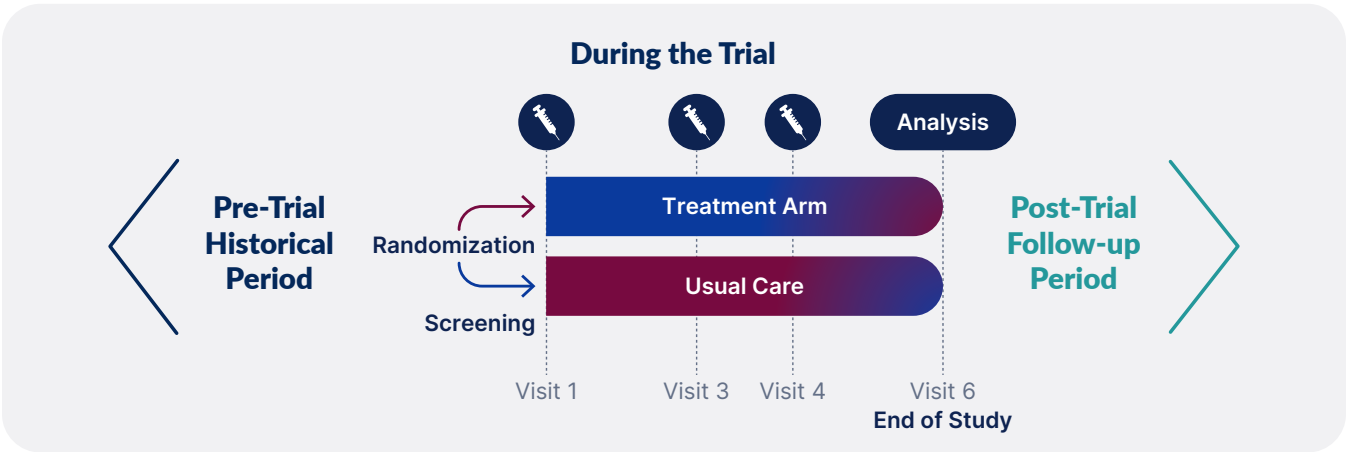 During the Trial
Analysis
Pre-Trial
Historical
Period
Randomization
Screening
Treatment Arm
Usual Care
Post-Trial
Follow-up
Period
Visit 1
Visit 3
Visit 4
Visit 6
End of Study